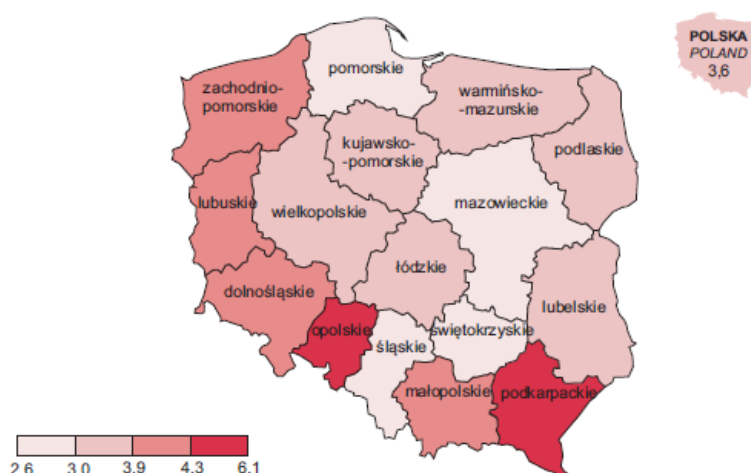 POLSKA
POLAND
3,6
pomorskie
zachodnio-
pomorskie
warmińsko-
-mazurskie
kujawsko-
-pomorskie
podlaskie
lubuskie
wielkopolskie
mazowieckie
łódzkie
dolnośląskie
lubelskie
opolskie
śląskie
świętokrzyskie
małopolskie
podkarpackie
2.6 3.0 3.9 4.3 6.1